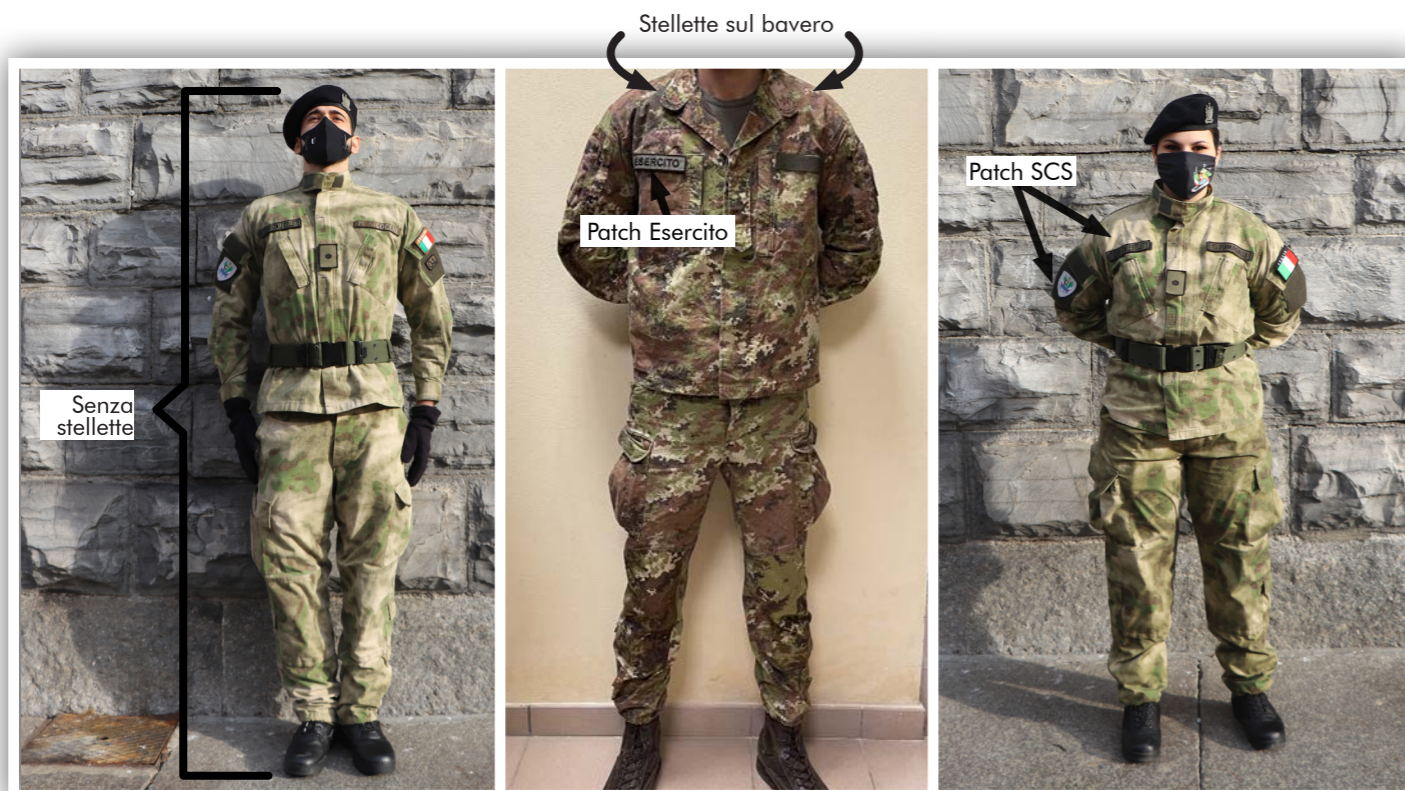 Stellette sul bavero
Patch SCS
ESERCITO
Patch Esercito
Senza
stellette